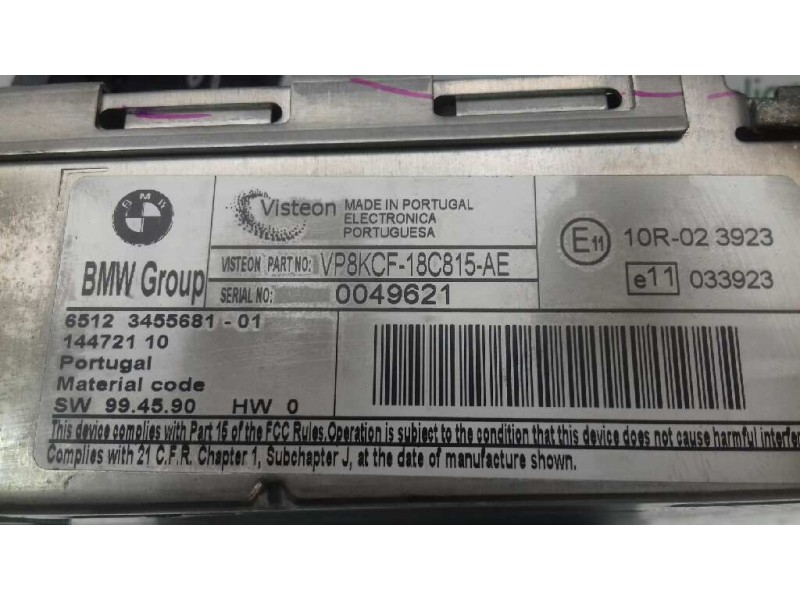 BMW
Visteon
MADE IN PORTUGAL
ELECTRONICA
PORTUGUESA
BMW Group
VISTEON PART NO: VP8KCF-18C815-AE
SERIAL NO: 0049621
E11 10R-02 3923
e11 033923
6512 3455681-01
144721 10
Portugal
Material code
SW 99.45.90 HW 0
This device complies with Part 15 of the FCC Rules.Operation is subject to the condition that this device does not cause harmful
Complies with 21 C.F.R. Chapter 1, Subchapter J, at the date of manufacture shown.